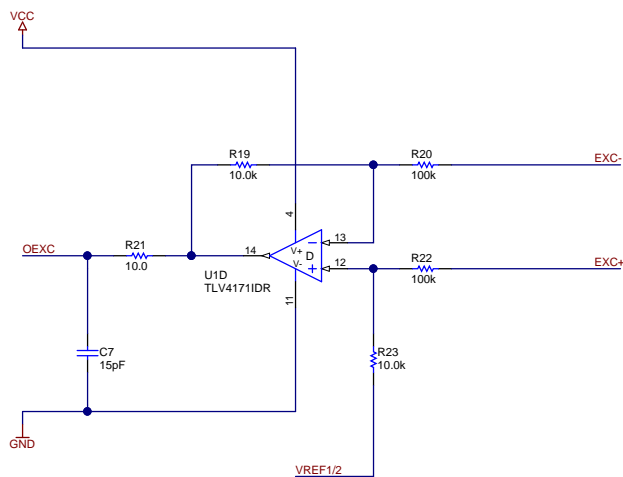 VCC
R19
10.0k
R20
100k
EXC-
4
13
V+
V-
D
14
12
OEXC
R21
10.0
U1D
TLV4171IDR
R22
100k
EXC+
11
C7
15pF
R23
10.0k
GND
VREF1/2